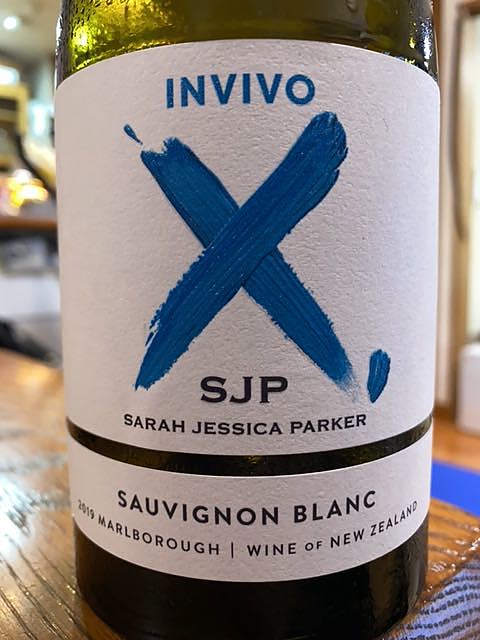 INVIVO
X,
SJP
SARAH JESSICA PARKER
SAUVIGNON BLANC
2019 MARLBOROUGH | WINE OF NEW ZEALAND